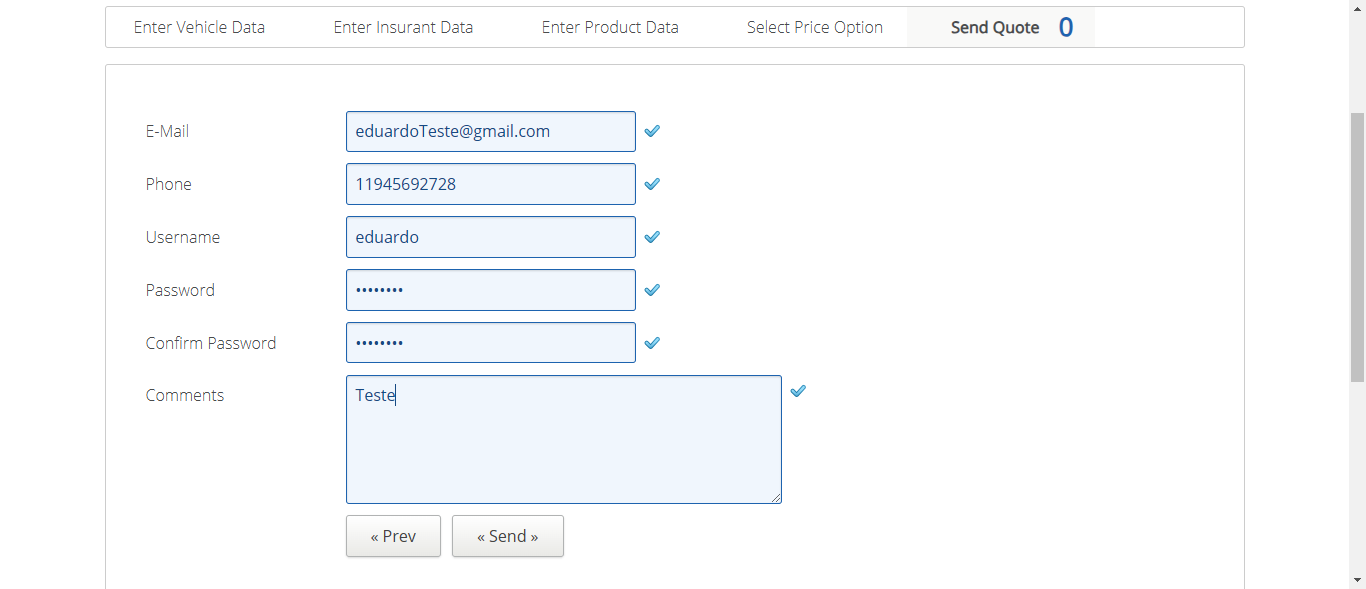 Enter Vehicle Data Enter Insurant Data Enter Product Data Select Price Option Send Quote 0
E-Mail eduardoTeste@gmail.com
Phone 11945692728
Username eduardo
Password ••••••••
Confirm Password ••••••••
Comments Teste
« Prev « Send »